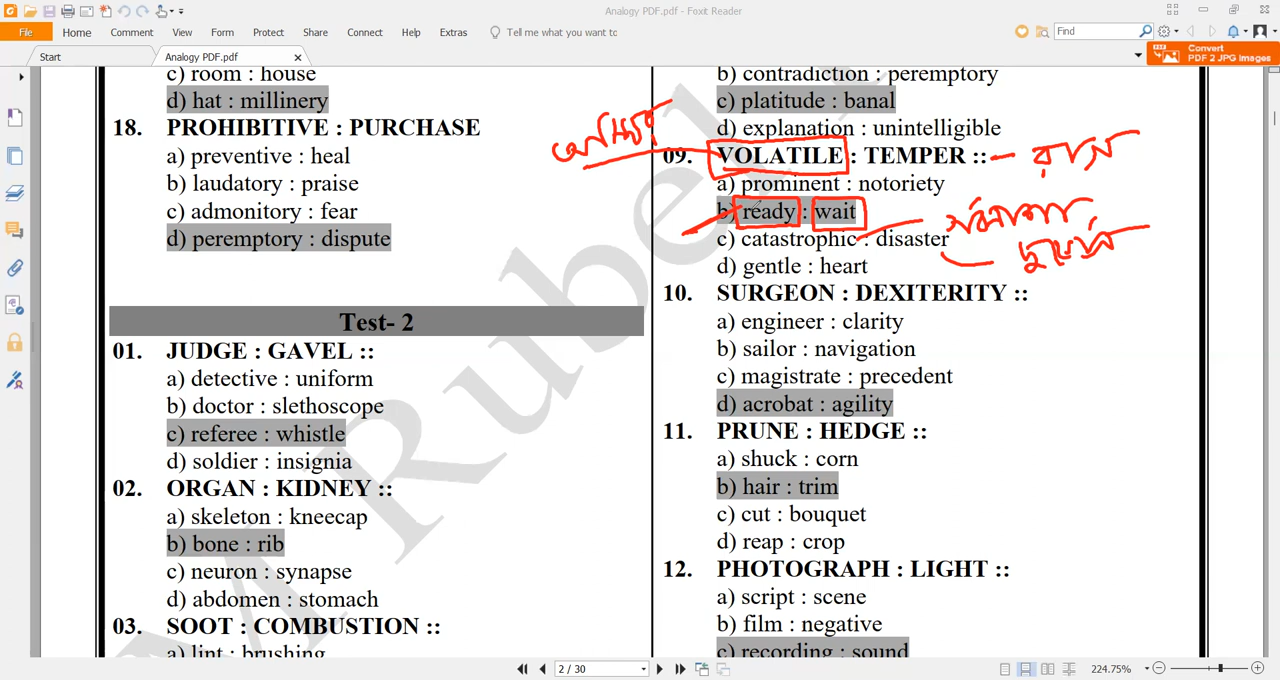 Analogy PDF.pdf - Foxit Reader
File Home Comment View Form Protect Share Connect Help Extras Tell me what you want to Find
Start Analogy PDF.pdf
Convert
PDF 2 JPG Images
c) room : house
d) hat : millinery
18. PROHIBITIVE : PURCHASE
a) preventive : heal
b) laudatory : praise
c) admonitory : fear
d) peremptory : dispute
Test- 2
01. JUDGE : GAVEL ::
a) detective : uniform
b) doctor : slethoscope
c) referee : whistle
d) soldier : insignia
02. ORGAN : KIDNEY ::
a) skeleton : kneecap
b) bone : rib
c) neuron : synapse
d) abdomen : stomach
03. SOOT : COMBUSTION ::
a) lint : brushing
b) contradiction : peremptory
c) platitude : banal
d) explanation : unintelligible
09. VOLATILE : TEMPER ::
a) prominent : notoriety
b) ready : wait
c) catastrophic : disaster
d) gentle : heart
10. SURGEON : DEXITERITY ::
a) engineer : clarity
b) sailor : navigation
c) magistrate : precedent
d) acrobat : agility
11. PRUNE : HEDGE ::
a) shuck : corn
b) hair : trim
c) cut : bouquet
d) reap : crop
12. PHOTOGRAPH : LIGHT ::
a) script : scene
b) film : negative
c) recording : sound
M Rubel
2 / 30
224.75%